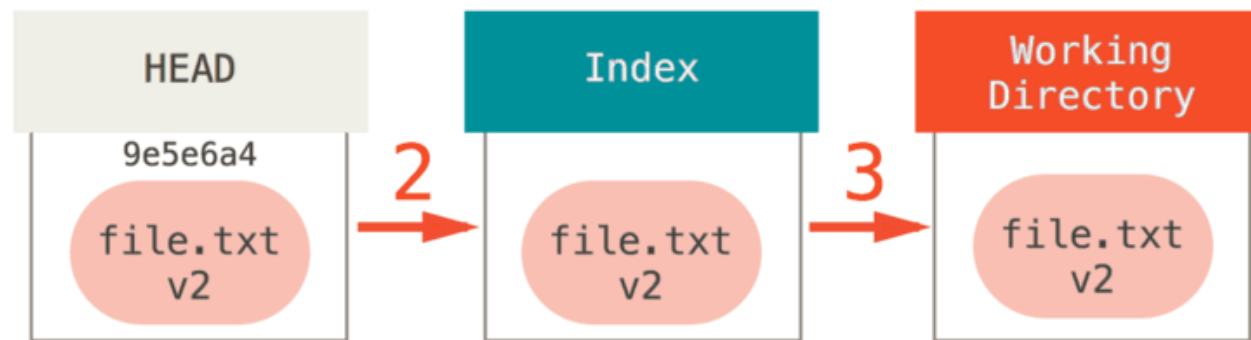 HEAD
Index
Working
Directory
9e5e6a4
2
3
file.txt
v2
file.txt
v2
file.txt
v2